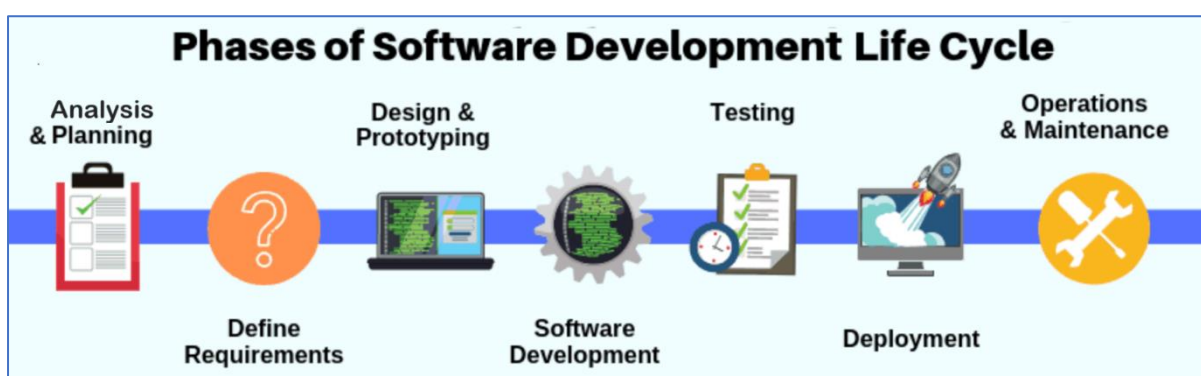 Phases of Software Development Life Cycle
Analysis
& Planning
Define
Requirements
Design &
Prototyping
Software
Development
Testing
Deployment
Operations
& Maintenance